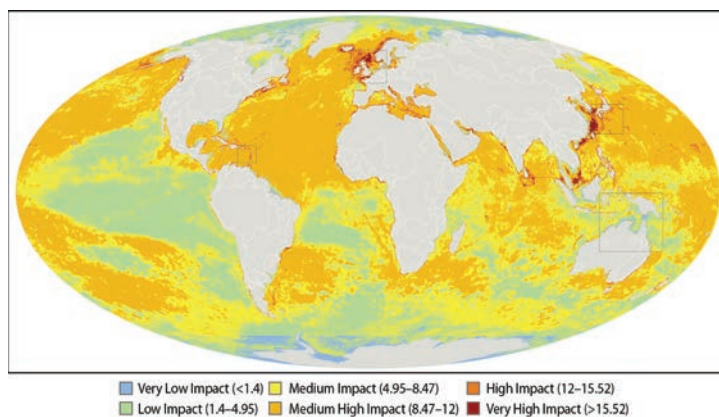 Very Low Impact (<1.4) Medium Impact (4.95–8.47) High Impact (12–15.52)
Low Impact (1.4–4.95) Medium High Impact (8.47–12) Very High Impact (>15.52)